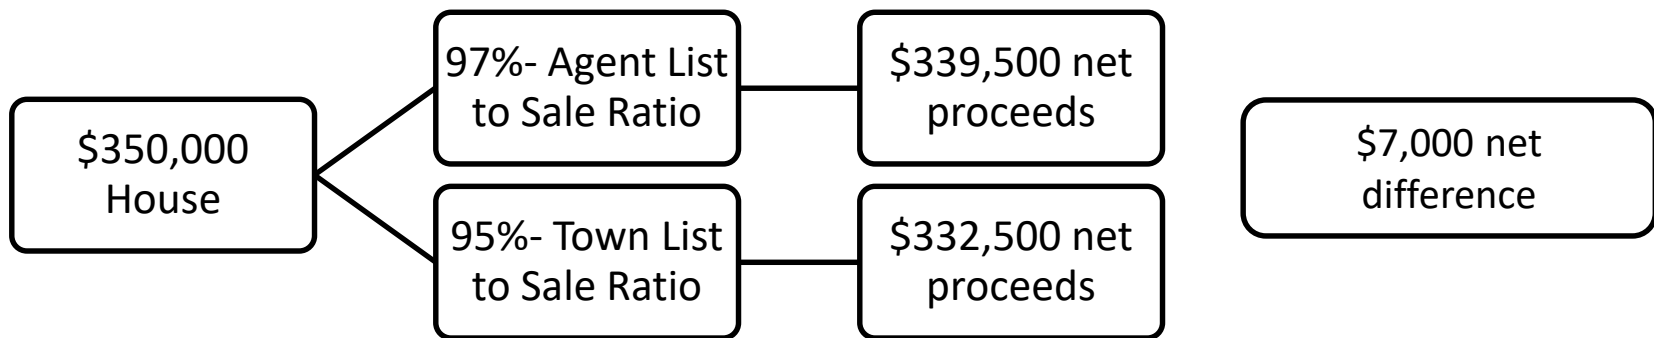 $350,000
House
97%- Agent List
to Sale Ratio
$339,500 net
proceeds
95%- Town List
to Sale Ratio
$332,500 net
proceeds
$7,000 net
difference